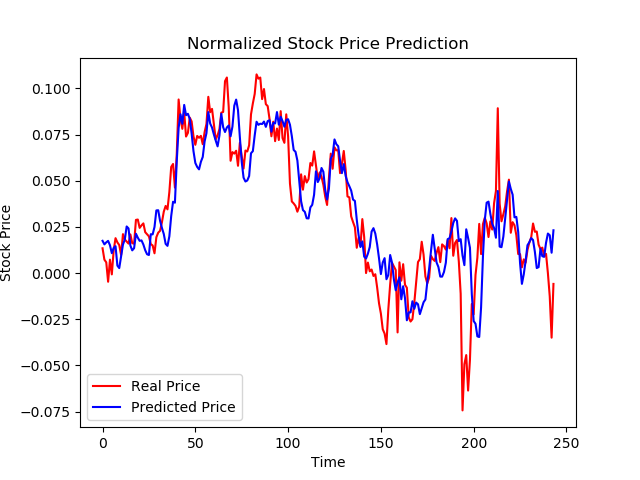 Normalized Stock Price Prediction
0.100
0.075
0.050
0.025
0.000
−0.025
−0.050
−0.075
Stock Price
Real Price
Predicted Price
0 50 100 150 200 250
Time